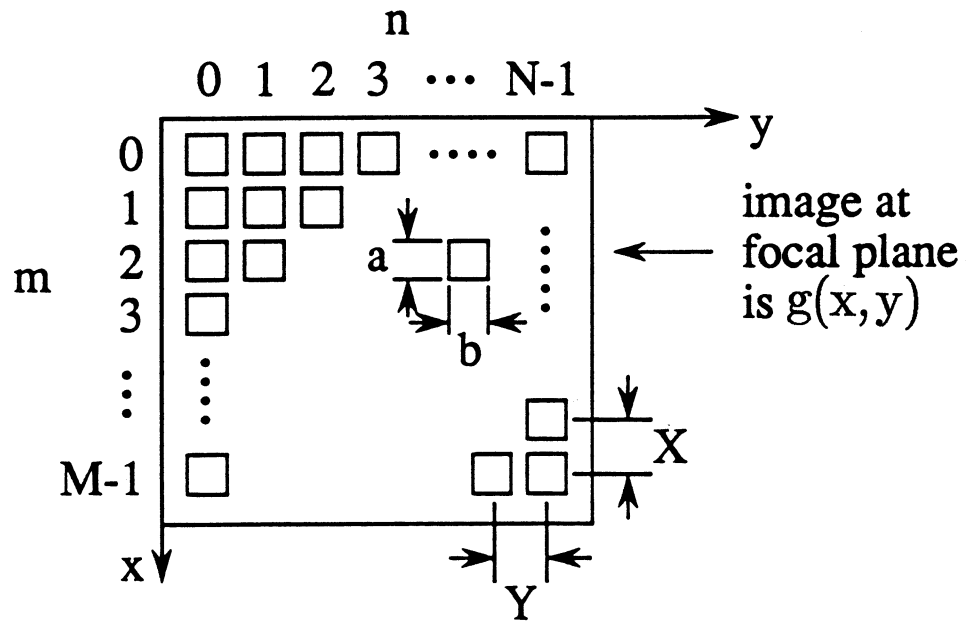 n
0 1 2 3 ··· N-1
y
0 ····
1
2
3
M-1
m
a
b
image at
focal plane
is g(x, y)
X
Y
x